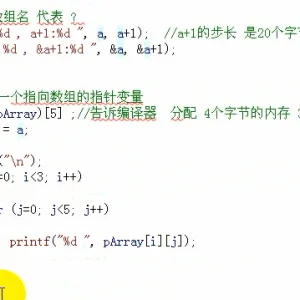 数组名 代表 ?
%d , a+1:%d ", a, a+1); //a+1的步长 是20个字
%d , &a+1:%d ", &a, &a+1);
一个指向数组的指针变量
pArray)[5] ;//告诉编译器 分配 4个字节的内存
= a;
("\n");
=0; i<3; i++)
r (j=0; j<5; j++)
printf("%d ", pArray[i][j]);